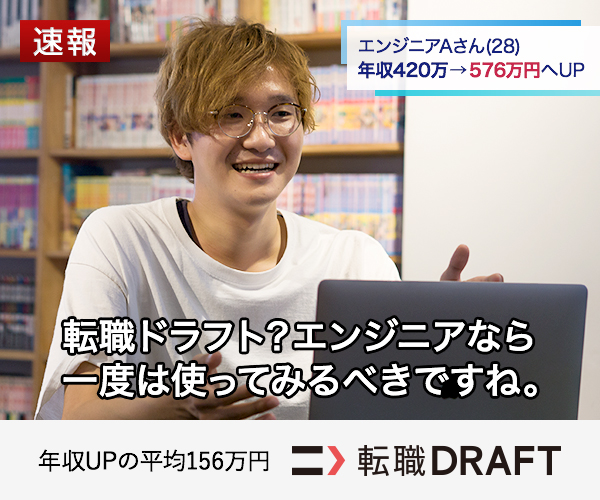 速報
エンジニアAさん(28)
年収420万→576万円へUP
転職ドラフト?エンジニアなら
一度は使ってみるべきですね。
年収UPの平均156万円
転職DRAFT